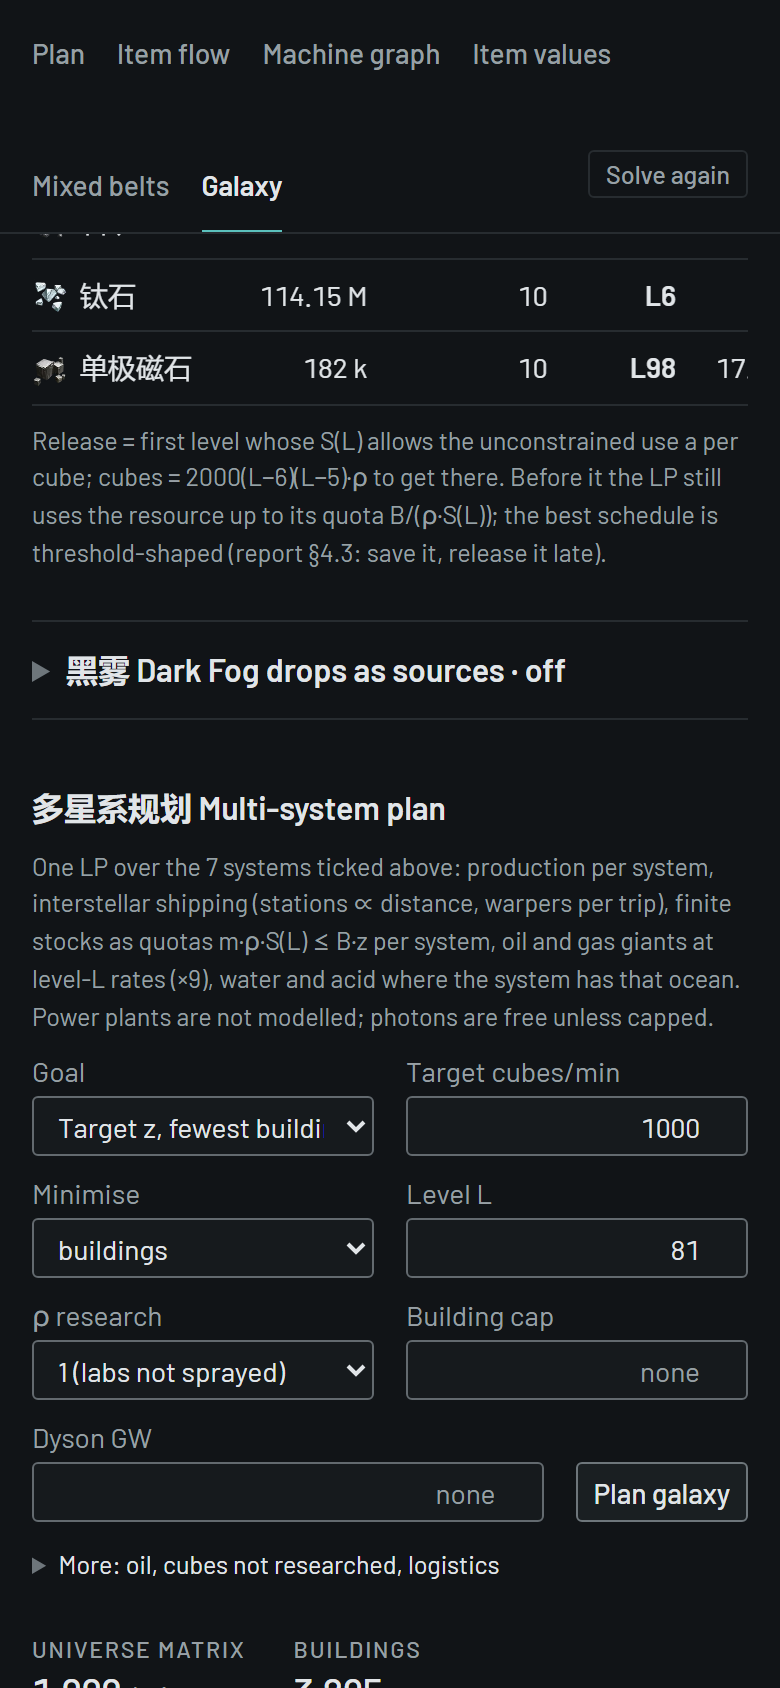 Plan Item flow Machine graph Item values
Mixed belts Galaxy Solve again
钛石 114.15 M 10 L6
单极磁石 182 k 10 L98 17.
Release = first level whose S(L) allows the unconstrained use a per
cube; cubes = 2000(L−6)(L−5)·ρ to get there. Before it the LP still
uses the resource up to its quota B/(ρ·S(L)); the best schedule is
threshold-shaped (report §4.3: save it, release it late).
黑雾 Dark Fog drops as sources · off
多星系规划 Multi-system plan
One LP over the 7 systems ticked above: production per system,
interstellar shipping (stations ∝ distance, warpers per trip), finite
stocks as quotas m·ρ·S(L) ≤ B·z per system, oil and gas giants at
level-L rates (×9), water and acid where the system has that ocean.
Power plants are not modelled; photons are free unless capped.
Goal Target cubes/min
Target z, fewest buildi 1000
Minimise Level L
buildings 81
ρ research Building cap
1 (labs not sprayed) none
Dyson GW
none Plan galaxy
More: oil, cubes not researched, logistics
UNIVERSE MATRIX BUILDINGS